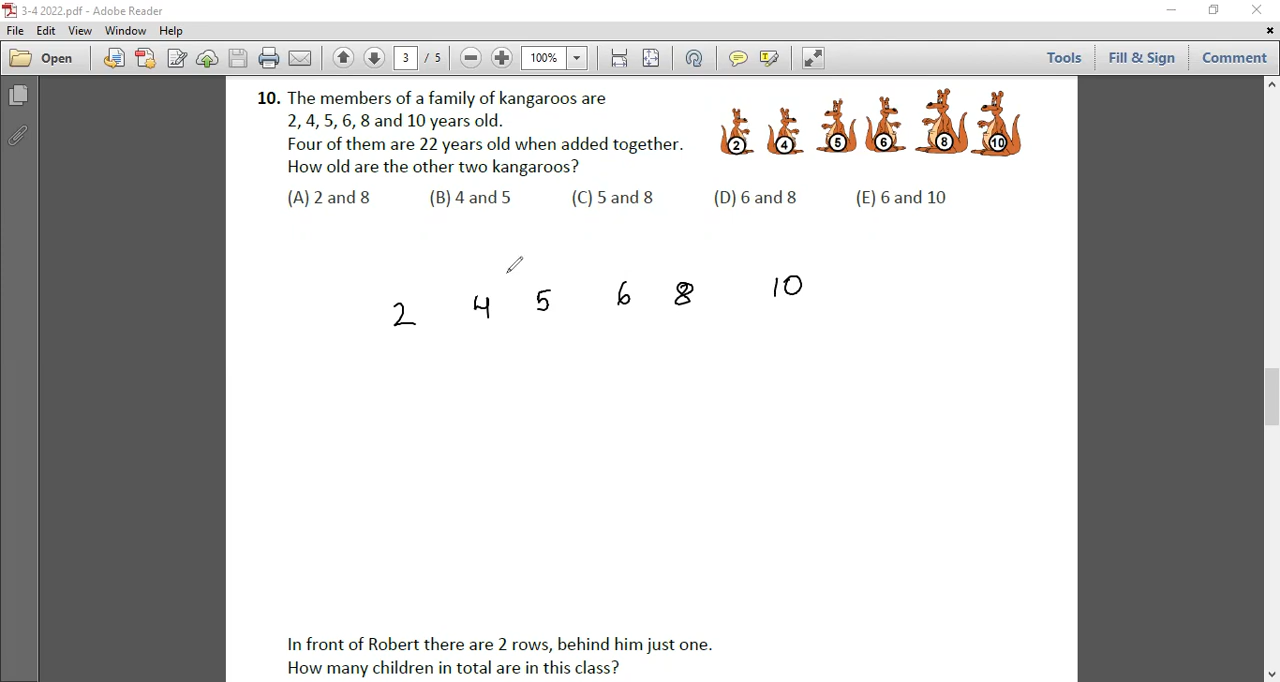 3-4 2022.pdf - Adobe Reader
File Edit View Window Help
Open 3 / 5 100% Tools Fill & Sign Comment
10. The members of a family of kangaroos are
2, 4, 5, 6, 8 and 10 years old.
Four of them are 22 years old when added together.
How old are the other two kangaroos?
2 4 5 6 8 10
(A) 2 and 8 (B) 4 and 5 (C) 5 and 8 (D) 6 and 8 (E) 6 and 10
2 4 5 6 8 10
In front of Robert there are 2 rows, behind him just one.
How many children in total are in this class?